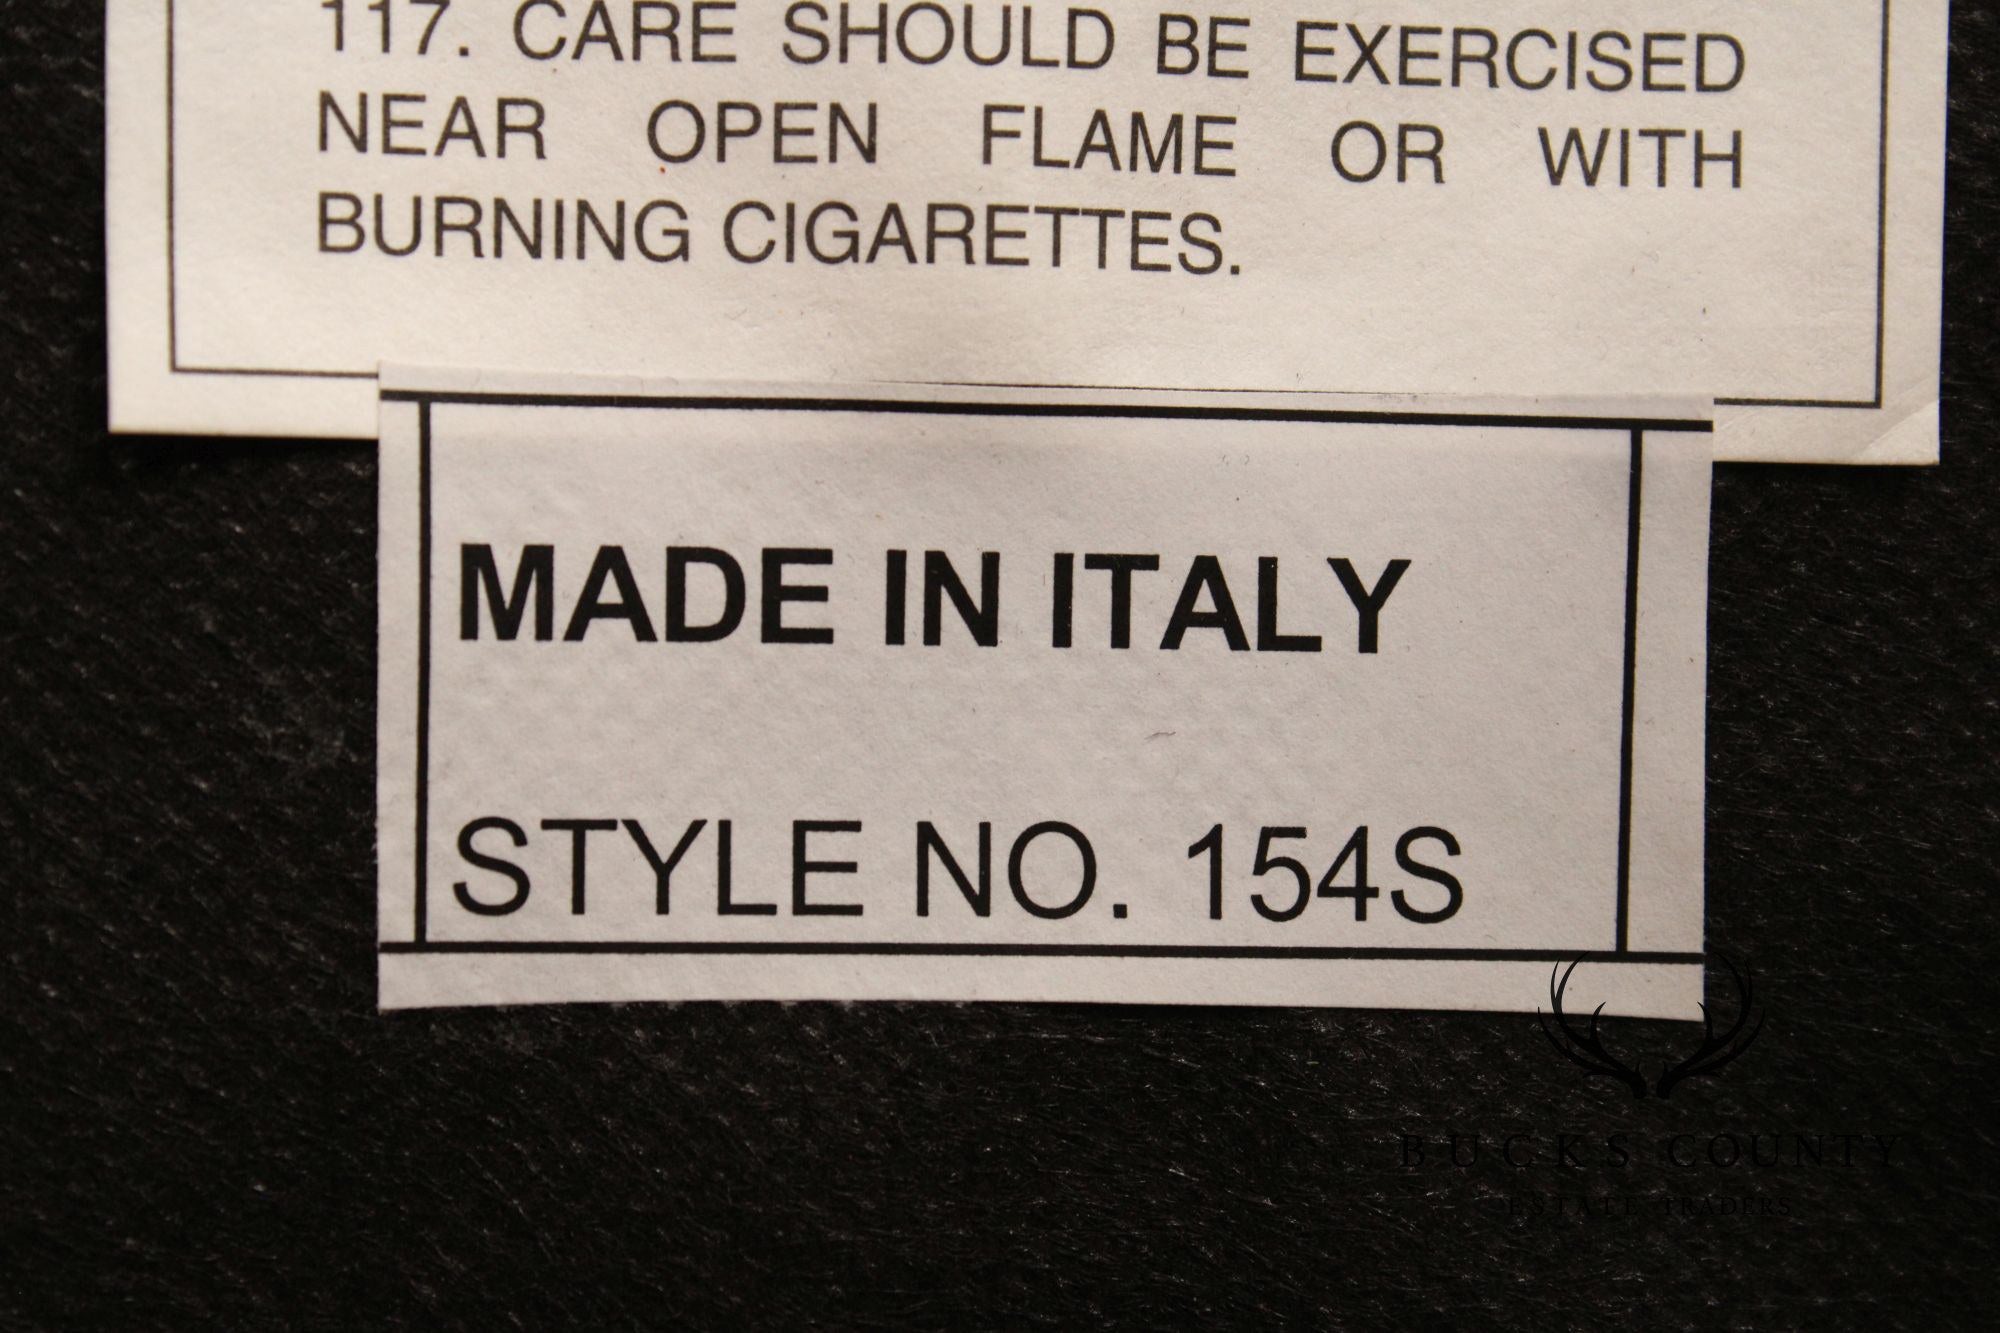 117. CARE SHOULD BE EXERCISED
NEAR OPEN FLAME OR WITH
BURNING CIGARETTES.
MADE IN ITALY
STYLE NO. 154S
BUCKS COUNTY
ESTATE TRADERS